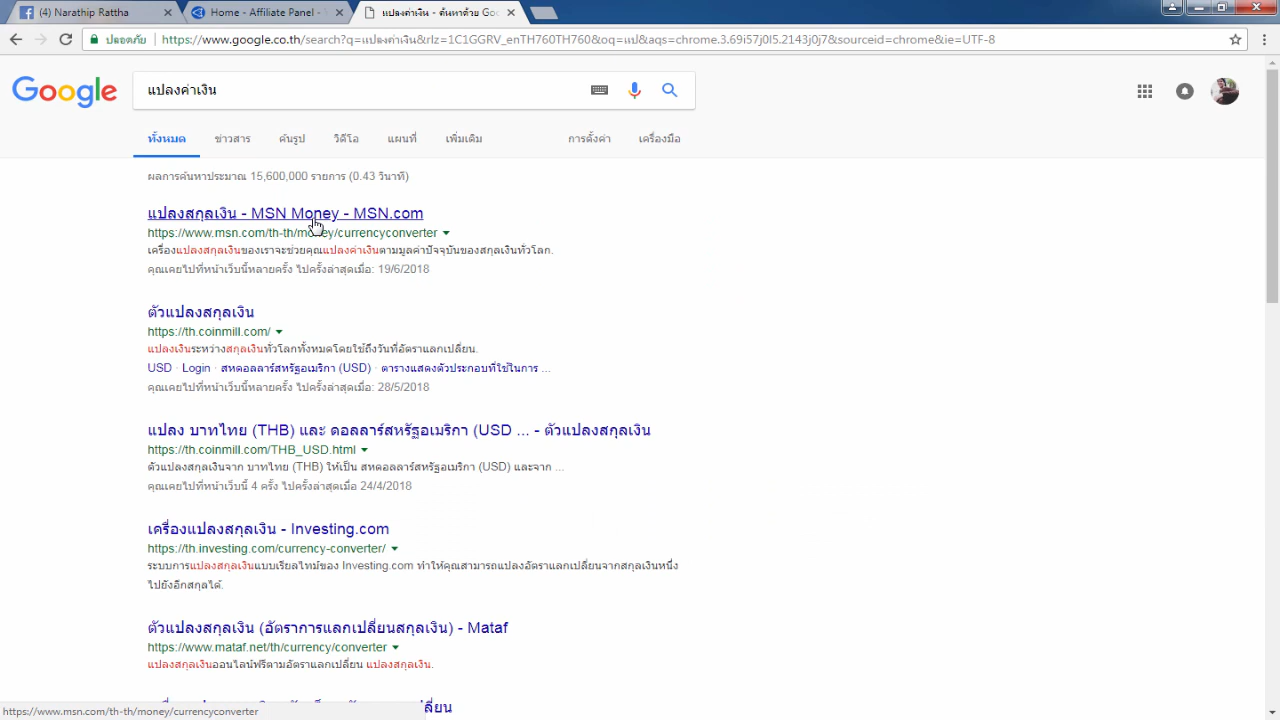 (4) Narathip Rattha
Home - Affiliate Panel -
แปลงค่าเงิน - ค้นหาด้วย Goo
ปลอดภัย
https://www.google.co.th/search?q=แปลงค่าเงิน&rlz=1C1GGRV_enTH760TH760&oq=แป&aqs=chrome.3.69i57j0l5.2143j0j7&sourceid=chrome&ie=UTF-8
Google
แปลงค่าเงิน
ทั้งหมด ข่าวสาร ค้นรูป วิดีโอ แผนที่ เพิ่มเติม การตั้งค่า เครื่องมือ
ผลการค้นหาประมาณ 15,600,000 รายการ (0.43 วินาที)
แปลงสกุลเงิน - MSN Money - MSN.com
https://www.msn.com/th-th/money/currencyconverter
เครื่องแปลงสกุลเงินของเราจะช่วยคุณแปลงค่าเงินตามมูลค่าปัจจุบันของสกุลเงินทั่วโลก.
คุณเคยไปที่หน้าเว็บนี้หลายครั้ง ไปครั้งล่าสุดเมื่อ: 19/6/2018
ตัวแปลงสกุลเงิน
https://th.coinmill.com/
แปลงเงินระหว่างสกุลเงินทั่วโลกทั้งหมดโดยใช้ถึงวันที่อัตราแลกเปลี่ยน.
USD · Login · สหดอลลาร์สหรัฐอเมริกา (USD) · ตารางแสดงตัวประกอบที่ใช้ในการ ...
คุณเคยไปที่หน้าเว็บนี้หลายครั้ง ไปครั้งล่าสุดเมื่อ: 28/5/2018
แปลง บาทไทย (THB) และ ดอลลาร์สหรัฐอเมริกา (USD ... - ตัวแปลงสกุลเงิน
https://th.coinmill.com/THB_USD.html
ตัวแปลงสกุลเงินจาก บาทไทย (THB) ให้เป็น สหดอลลาร์สหรัฐอเมริกา (USD) และจาก ...
คุณเคยไปที่หน้าเว็บนี้ 4 ครั้ง ไปครั้งล่าสุดเมื่อ 24/4/2018
เครื่องแปลงสกุลเงิน - Investing.com
https://th.investing.com/currency-converter/
ระบบการแปลงสกุลเงินแบบเรียลไทม์ของ Investing.com ทำให้คุณสามารถแปลงอัตราแลกเปลี่ยนจากสกุลเงินหนึ่ง
ไปยังอีกสกุลได้.
ตัวแปลงสกุลเงิน (อัตราการแลกเปลี่ยนสกุลเงิน) - Mataf
https://www.mataf.net/th/currency/converter
แปลงสกุลเงินออนไลน์ฟรีตามอัตราแลกเปลี่ยน แปลงสกุลเงิน.
https://www.msn.com/th-th/money/currencyconverter